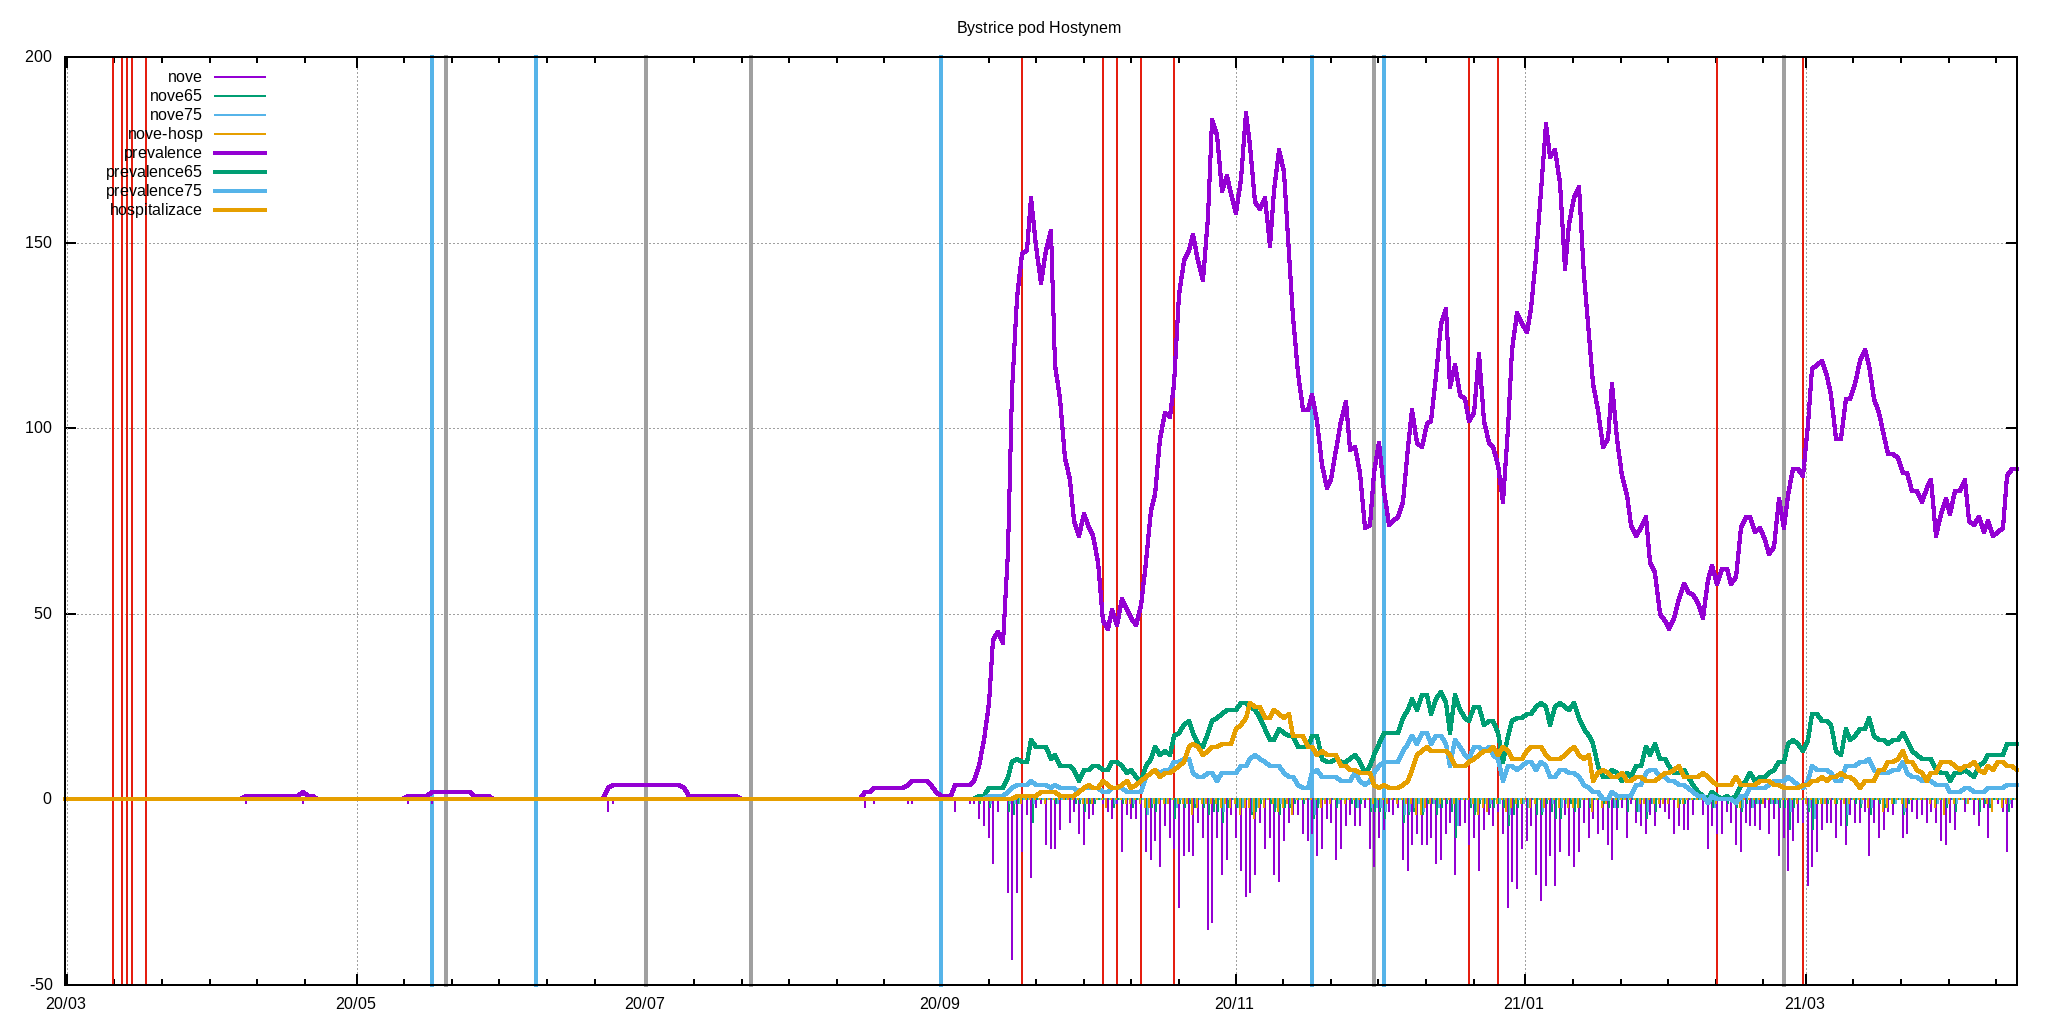 Bystrice pod Hostynem
200
150
100
50
0
-50
nove
nove65
nove75
nove-hosp
prevalence
prevalence65
prevalence75
hospitalizace
20/03 20/05 20/07 20/09 20/11 21/01 21/03